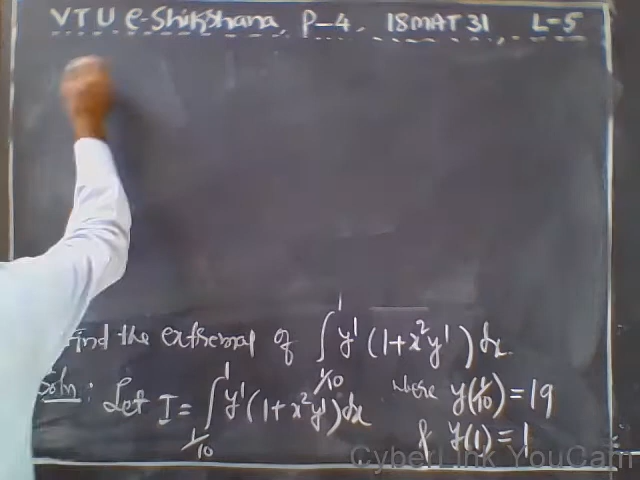 VTU e-Shikshana, P-4, 18MAT31, L-5
Find the extremal of ∫_{1/10}^{1} y'(1+x²y')dx.
Soln: Let I = ∫_{1/10}^{1} y'(1+x²y')dx where y(1/10)=19
& y(1)=1
CyberLink YouCam